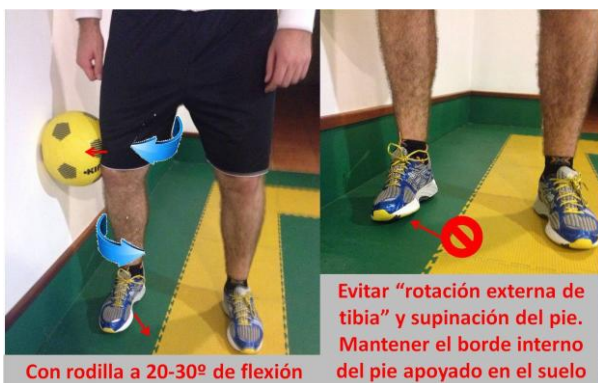 Con rodilla a 20-30º de flexión
Evitar “rotación externa de
tibia” y supinación del pie.
Mantener el borde interno
del pie apoyado en el suelo